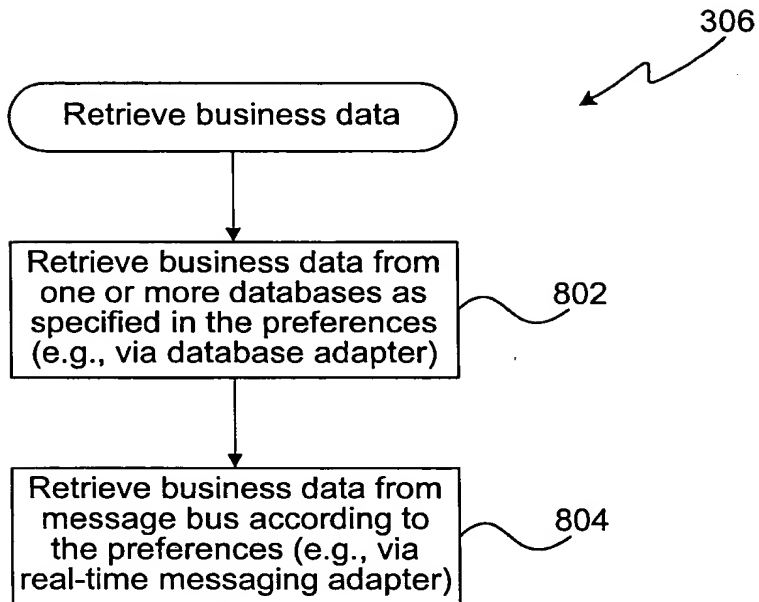 306
Retrieve business data
Retrieve business data from
one or more databases as
specified in the preferences
(e.g., via database adapter)
802
Retrieve business data from
message bus according to
the preferences (e.g., via
real-time messaging adapter)
804